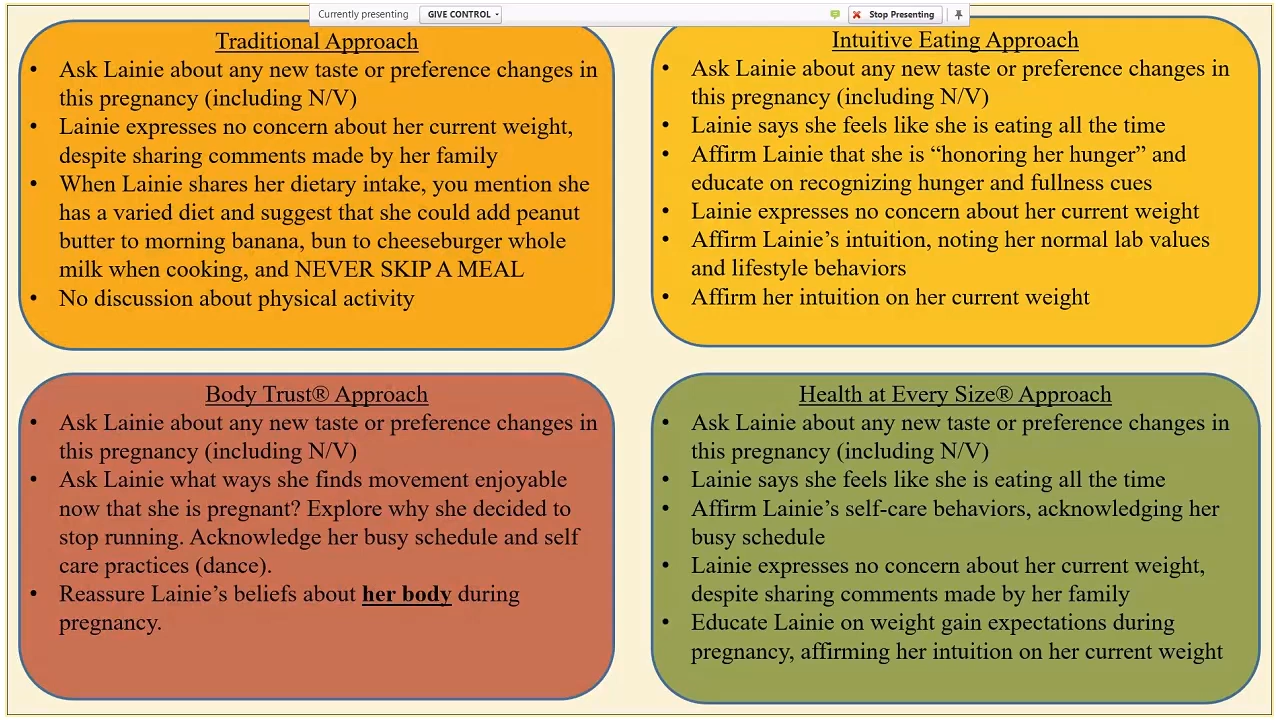 Currently presenting GIVE CONTROL Stop Presenting
Traditional Approach
• Ask Lainie about any new taste or preference changes in
this pregnancy (including N/V)
• Lainie expresses no concern about her current weight,
despite sharing comments made by her family
• When Lainie shares her dietary intake, you mention she
has a varied diet and suggest that she could add peanut
butter to morning banana, bun to cheeseburger whole
milk when cooking, and NEVER SKIP A MEAL
• No discussion about physical activity
Intuitive Eating Approach
• Ask Lainie about any new taste or preference changes in
this pregnancy (including N/V)
• Lainie says she feels like she is eating all the time
• Affirm Lainie that she is “honoring her hunger” and
educate on recognizing hunger and fullness cues
• Lainie expresses no concern about her current weight
• Affirm Lainie’s intuition, noting her normal lab values
and lifestyle behaviors
• Affirm her intuition on her current weight
Body Trust® Approach
• Ask Lainie about any new taste or preference changes in
this pregnancy (including N/V)
• Ask Lainie what ways she finds movement enjoyable
now that she is pregnant? Explore why she decided to
stop running. Acknowledge her busy schedule and self
care practices (dance).
• Reassure Lainie’s beliefs about her body during
pregnancy.
Health at Every Size® Approach
• Ask Lainie about any new taste or preference changes in
this pregnancy (including N/V)
• Lainie says she feels like she is eating all the time
• Affirm Lainie’s self-care behaviors, acknowledging her
busy schedule
• Lainie expresses no concern about her current weight,
despite sharing comments made by her family
• Educate Lainie on weight gain expectations during
pregnancy, affirming her intuition on her current weight